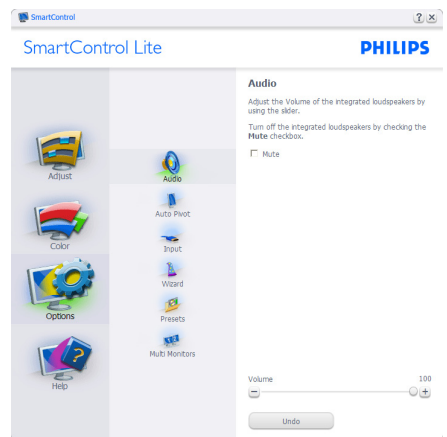 SmartControl
SmartControl Lite
PHILIPS
Adjust
Color
Options
Help
Audio
Auto Pivot
Input
Wizard
Presets
Multi Monitors
Audio
Adjust the Volume of the integrated loudspeakers by
using the slider.
Turn off the integrated loudspeakers by checking the
Mute checkbox.
Mute
Volume 100
Undo